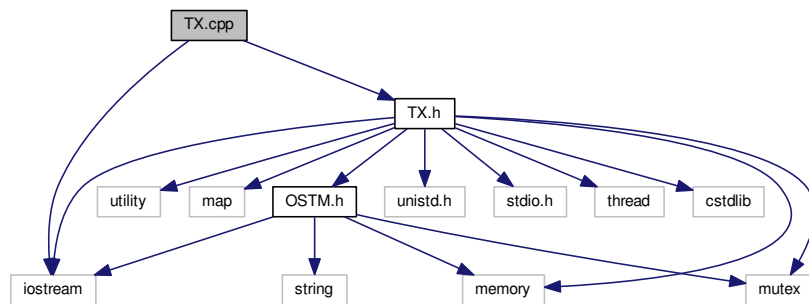 TX.cpp
TX.h
utility
map
OSTM.h
unistd.h
stdio.h
thread
cstdlib
iostream
string
memory
mutex